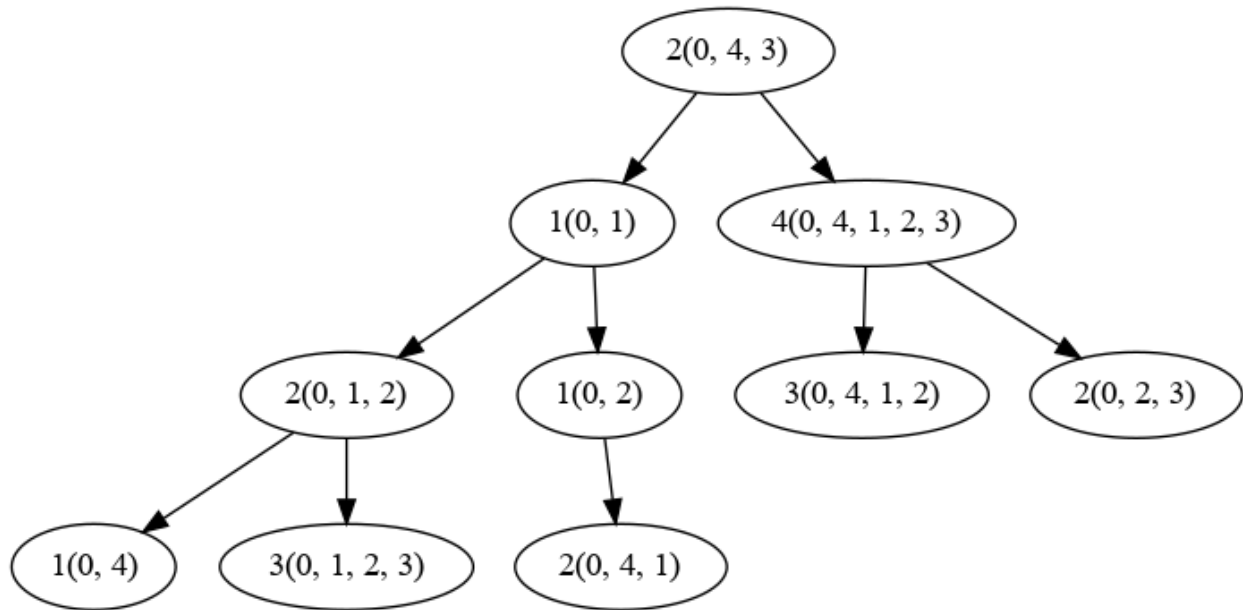 2(0, 4, 3)
1(0, 1)
4(0, 4, 1, 2, 3)
2(0, 1, 2)
1(0, 2)
3(0, 4, 1, 2)
2(0, 2, 3)
1(0, 4)
3(0, 1, 2, 3)
2(0, 4, 1)